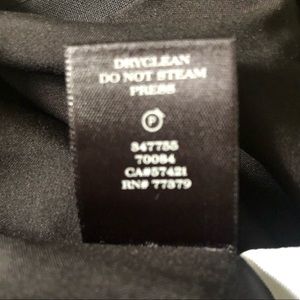 DRYCLEAN
DO NOT STEAM
PRESS
P
347755
70084
CA#57421
RN# 77379